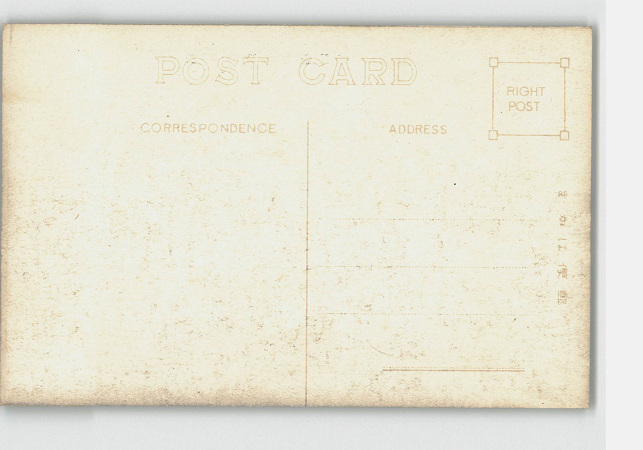 POST CARD
CORRESPONDENCE
ADDRESS
RIGHT
POST